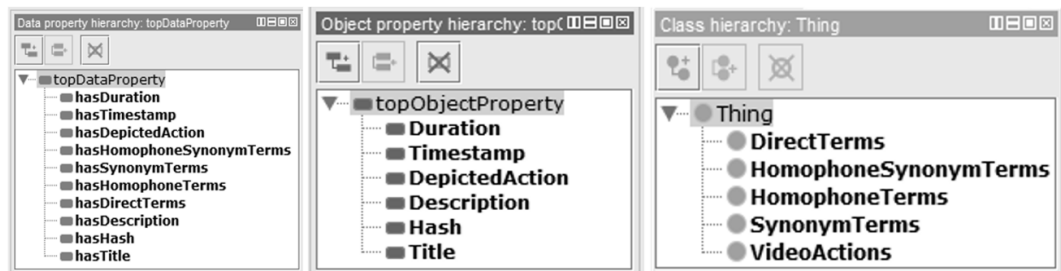 Data property hierarchy: topDataProperty
topDataProperty
hasDuration
hasTimestamp
hasDepictedAction
hasHomophoneSynonymTerms
hasSynonymTerms
hasHomophoneTerms
hasDirectTerms
hasDescription
hasHash
hasTitle
Object property hierarchy: topO
topObjectProperty
Duration
Timestamp
DepictedAction
Description
Hash
Title
Class hierarchy: Thing
Thing
DirectTerms
HomophoneSynonymTerms
HomophoneTerms
SynonymTerms
VideoActions